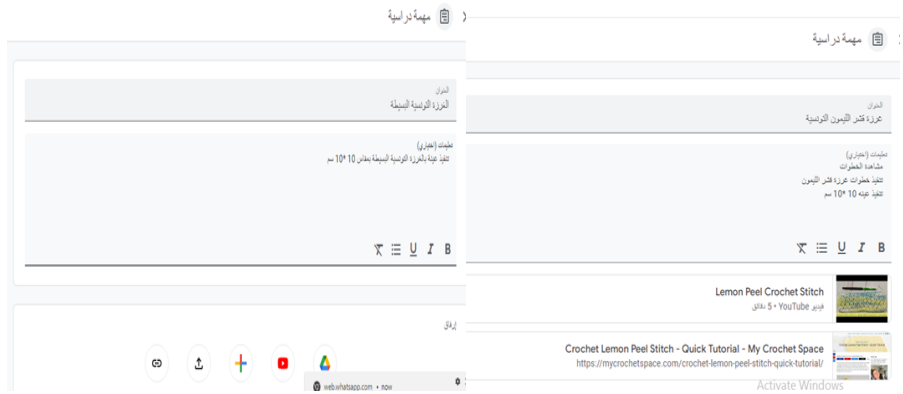 مهمة دراسية
العنوان
الغرزة التونسية البسيطة
تعليمات (اختياري)
تنفيذ عينة بالغرزة التونسية البسيطة بمقاس 10 *10 سم
B I U
إرفاق
web.whatsapp.com • now
مهمة دراسية
العنوان
غرزة قشر الليمون التونسية
تعليمات (اختياري)
مشاهدة الخطوات
تنفيذ خطوات غرزة قشر الليمون
تنفيذ عينه 10 *10 سم
B I U
Lemon Peel Crochet Stitch
فيديو YouTube • 5 دقائق
Crochet Lemon Peel Stitch - Quick Tutorial - My Crochet Space
https://mycrochetspace.com/crochet-lemon-peel-stitch-quick-tutorial/
Activate Windows